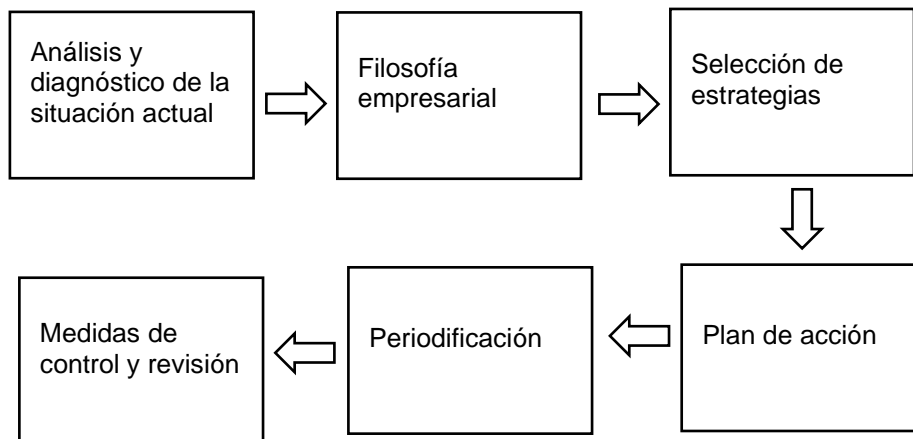 Análisis y
diagnóstico de la
situación actual
Filosofía
empresarial
Selección de
estrategias
Plan de acción
Periodificación
Medidas de
control y revisión